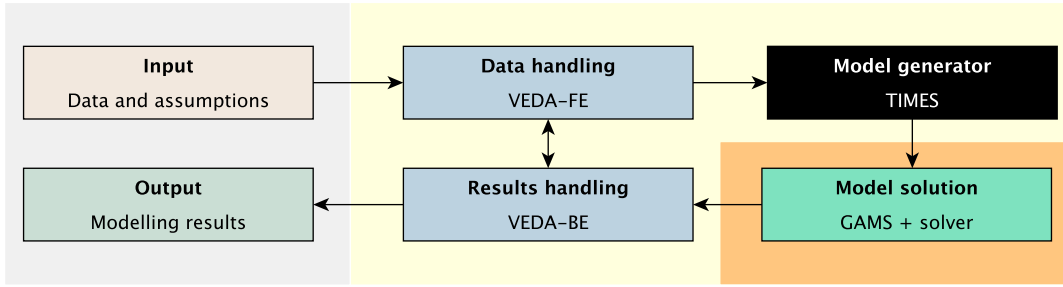 Input
Data and assumptions
Data handling
VEDA-FE
Model generator
TIMES
Output
Modelling results
Results handling
VEDA-BE
Model solution
GAMS + solver